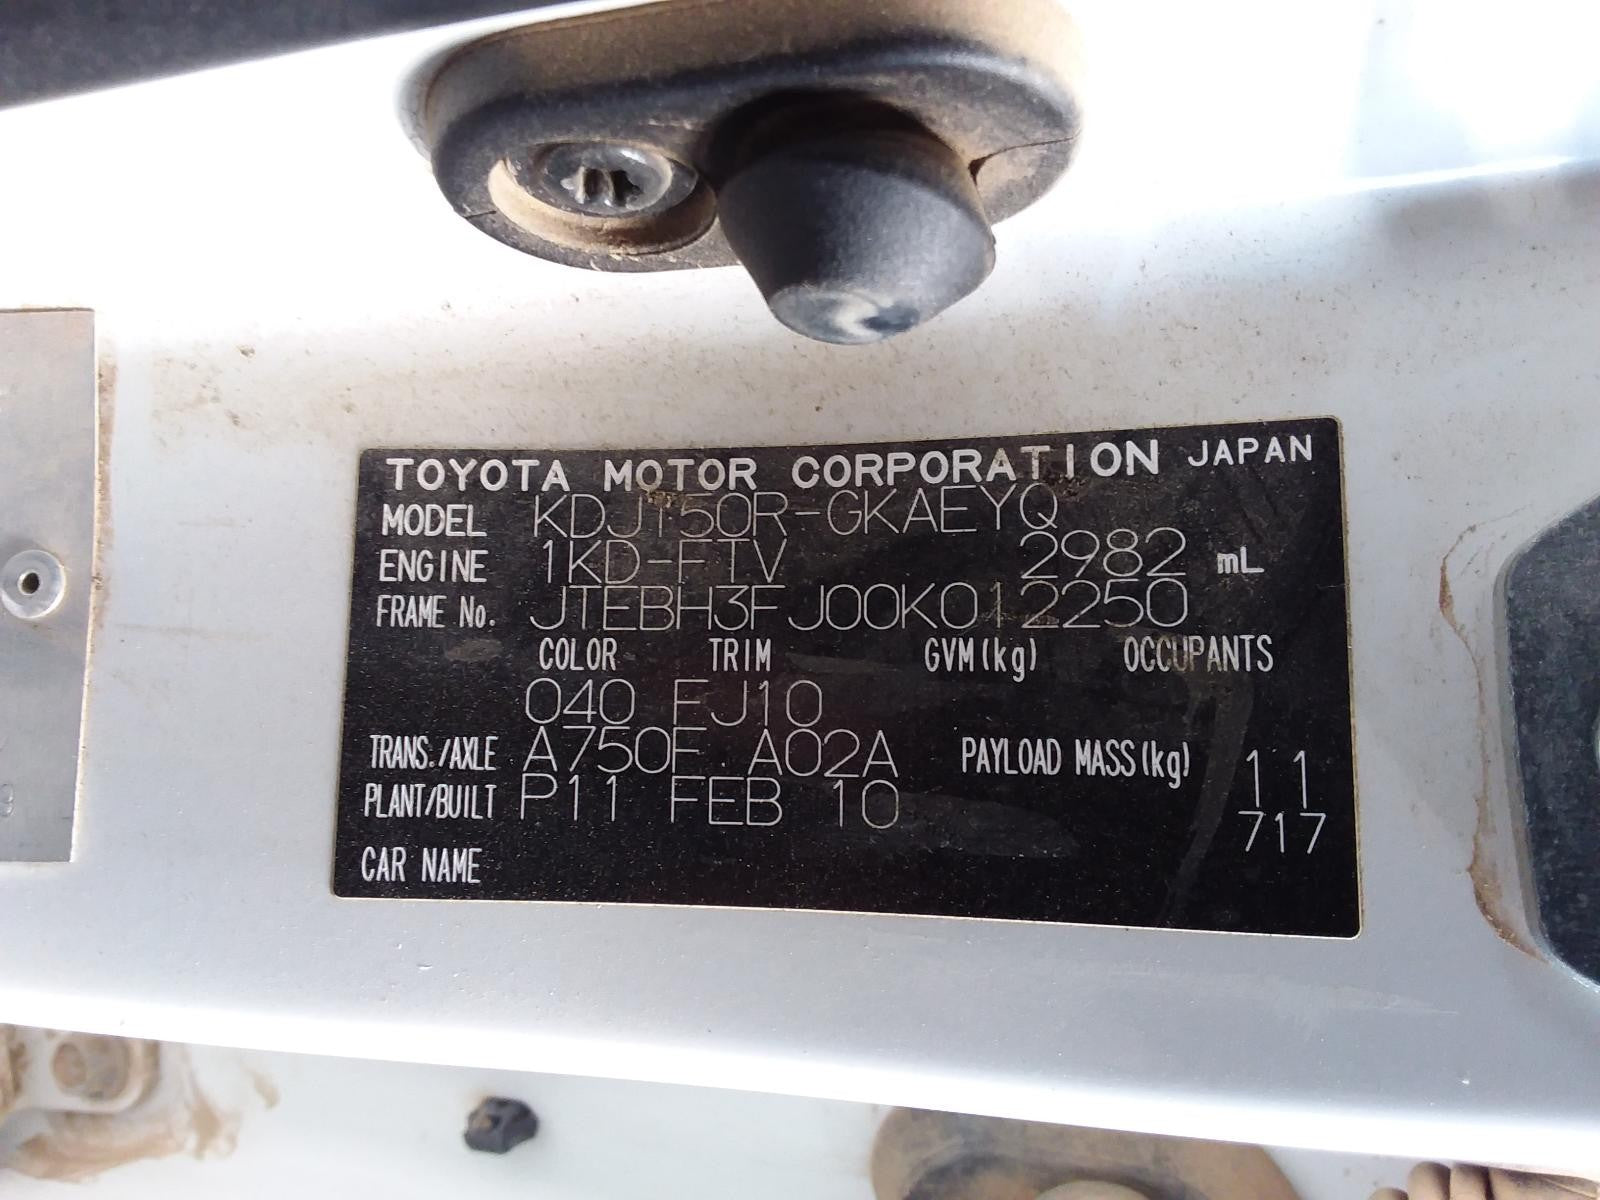 TOYOTA MOTOR CORPORATION JAPAN
MODEL KDJ150R-GKAEYQ
ENGINE 1KD-FTV 2982 mL
FRAME No. JTEBH3FJ00K012250
COLOR TRIM GVM(kg) OCCUPANTS
040 FJ10
TRANS./AXLE A750F A02A PAYLOAD MASS(kg) 11
PLANT/BUILT P11 FEB 10 717
CAR NAME
9